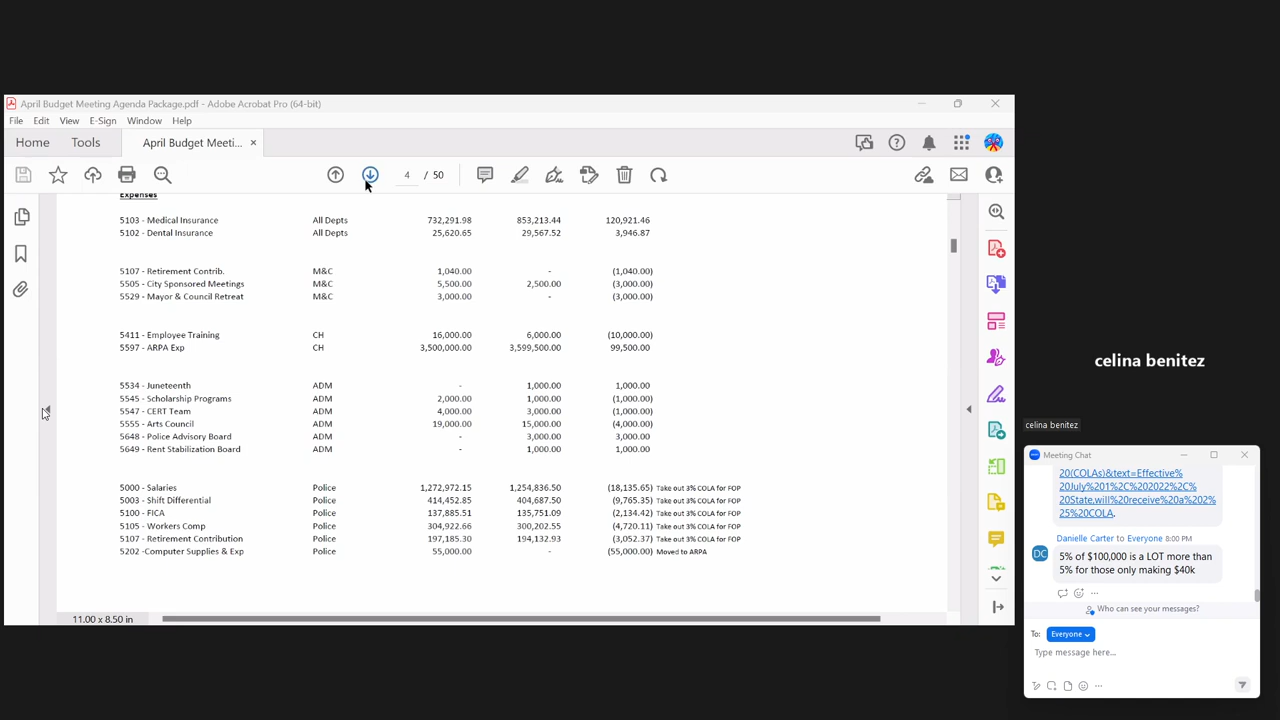 April Budget Meeting Agenda Package.pdf - Adobe Acrobat Pro (64-bit)
File Edit View E-Sign Window Help
Home Tools April Budget Meeti... ×
4 / 50
Expenses
5103 - Medical Insurance All Depts 732,291.98 853,213.44 120,921.46
5102 - Dental Insurance All Depts 25,620.65 29,567.52 3,946.87
5107 - Retirement Contrib. M&C 1,040.00 - (1,040.00)
5505 - City Sponsored Meetings M&C 5,500.00 2,500.00 (3,000.00)
5529 - Mayor & Council Retreat M&C 3,000.00 - (3,000.00)
5411 - Employee Training CH 16,000.00 6,000.00 (10,000.00)
5597 - ARPA Exp CH 3,500,000.00 3,599,500.00 99,500.00
5534 - Juneteenth ADM - 1,000.00 1,000.00
5545 - Scholarship Programs ADM 2,000.00 1,000.00 (1,000.00)
5547 - CERT Team ADM 4,000.00 3,000.00 (1,000.00)
5555 - Arts Council ADM 19,000.00 15,000.00 (4,000.00)
5648 - Police Advisory Board ADM - 3,000.00 3,000.00
5649 - Rent Stabilization Board ADM - 1,000.00 1,000.00
5000 - Salaries Police 1,272,972.15 1,254,836.50 (18,135.65) Take out 3% COLA for FOP
5003 - Shift Differential Police 414,452.85 404,687.50 (9,765.35) Take out 3% COLA for FOP
5100 - FICA Police 137,885.51 135,751.09 (2,134.42) Take out 3% COLA for FOP
5105 - Workers Comp Police 304,922.66 300,202.55 (4,720.11) Take out 3% COLA for FOP
5107 - Retirement Contribution Police 197,185.30 194,132.93 (3,052.37) Take out 3% COLA for FOP
5202 -Computer Supplies & Exp Police 55,000.00 - (55,000.00) Moved to ARPA
11.00 x 8.50 in
celina benitez
celina benitez
Meeting Chat
20(COLAs)&text=Effective%
20July%201%2C%202022%2C%
20State,will%20receive%20a%202%
25%20COLA.
Danielle Carter to Everyone 8:00 PM
DC
5% of $100,000 is a LOT more than
5% for those only making $40k
Who can see your messages?
To: Everyone
Type message here...